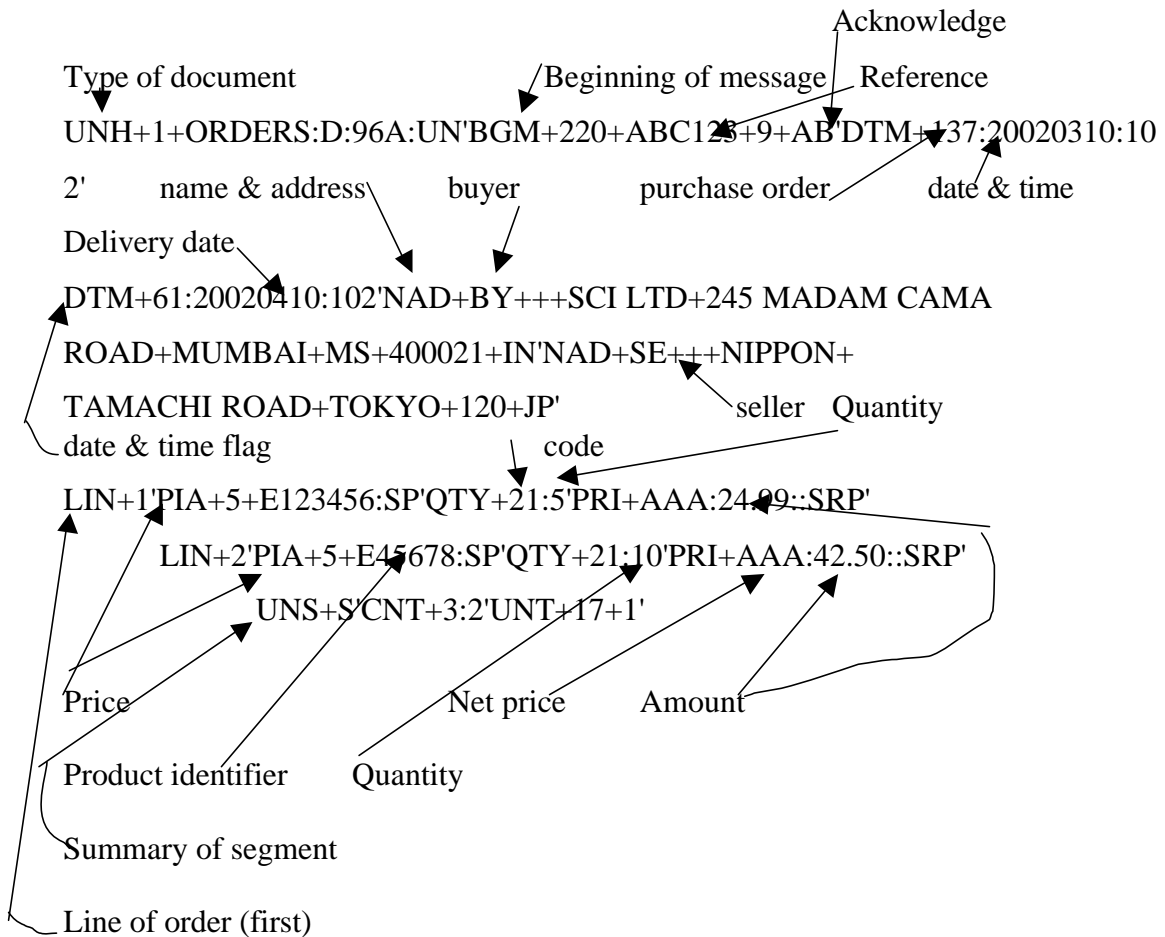 Acknowledge
Type of document Beginning of message Reference
UNH+1+ORDERS:D:96A:UN'BGM+220+ABC123+9+AB'DTM+137:20020310:10
2' name & address buyer purchase order date & time
Delivery date
DTM+61:20020410:102'NAD+BY+++SCI LTD+245 MADAM CAMA
ROAD+MUMBAI+MS+400021+IN'NAD+SE+++NIPPON+
TAMACHI ROAD+TOKYO+120+JP' seller Quantity
date & time flag code
LIN+1'PIA+5+E123456:SP'QTY+21:5'PRI+AAA:24.99::SRP'
LIN+2'PIA+5+E45678:SP'QTY+21:10'PRI+AAA:42.50::SRP'
UNS+S'CNT+3:2'UNT+17+1'
Price Net price Amount
Product identifier Quantity
Summary of segment
Line of order (first)